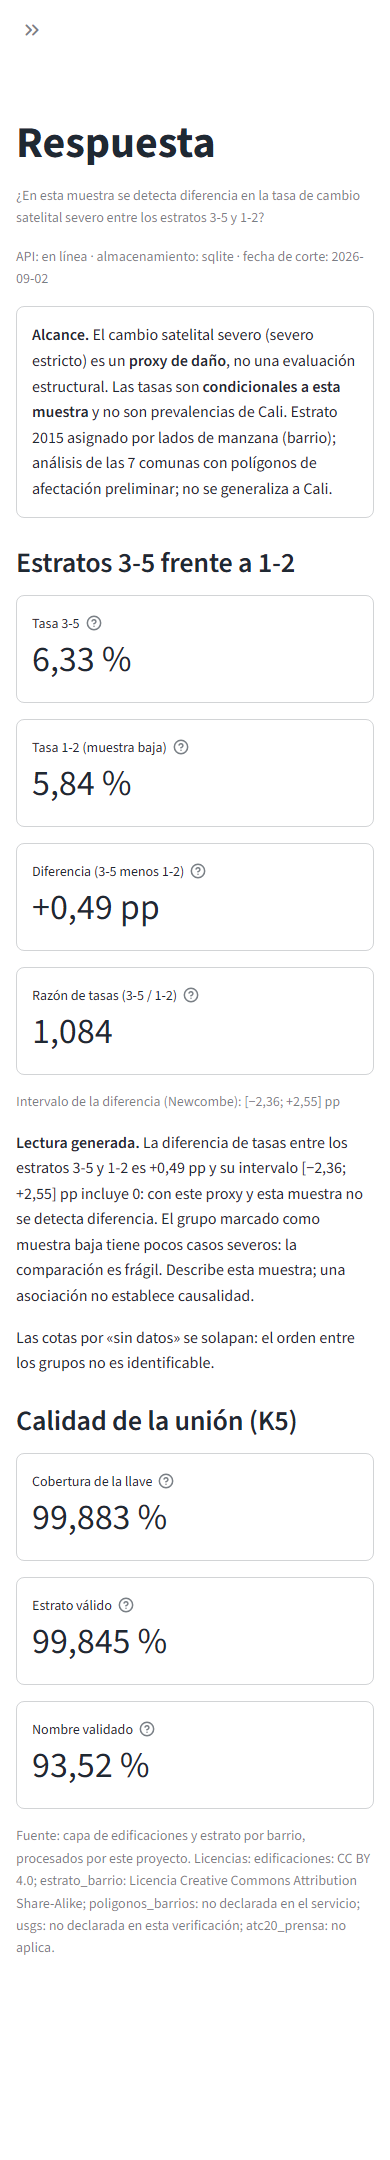 Respuesta
¿En esta muestra se detecta diferencia en la tasa de cambio
satelital severo entre los estratos 3-5 y 1-2?
API: en línea · almacenamiento: sqlite · fecha de corte: 2026-
09-02
Alcance. El cambio satelital severo (severo
estricto) es un proxy de daño, no una evaluación
estructural. Las tasas son condicionales a esta
muestra y no son prevalencias de Cali. Estrato
2015 asignado por lados de manzana (barrio);
análisis de las 7 comunas con polígonos de
afectación preliminar; no se generaliza a Cali.
Estratos 3-5 frente a 1-2
Tasa 3-5
6,33 %
Tasa 1-2 (muestra baja)
5,84 %
Diferencia (3-5 menos 1-2)
+0,49 pp
Razón de tasas (3-5 / 1-2)
1,084
Intervalo de la diferencia (Newcombe): [−2,36; +2,55] pp
Lectura generada. La diferencia de tasas entre los
estratos 3-5 y 1-2 es +0,49 pp y su intervalo [−2,36;
+2,55] pp incluye 0: con este proxy y esta muestra no
se detecta diferencia. El grupo marcado como
muestra baja tiene pocos casos severos: la
comparación es frágil. Describe esta muestra; una
asociación no establece causalidad.
Las cotas por «sin datos» se solapan: el orden entre
los grupos no es identificable.
Calidad de la unión (K5)
Cobertura de la llave
99,883 %
Estrato válido
99,845 %
Nombre validado
93,52 %
Fuente: capa de edificaciones y estrato por barrio,
procesados por este proyecto. Licencias: edificaciones: CC BY
4.0; estrato_barrio: Licencia Creative Commons Attribution
Share-Alike; poligonos_barrios: no declarada en el servicio;
usgs: no declarada en esta verificación; atc20_prensa: no
aplica.